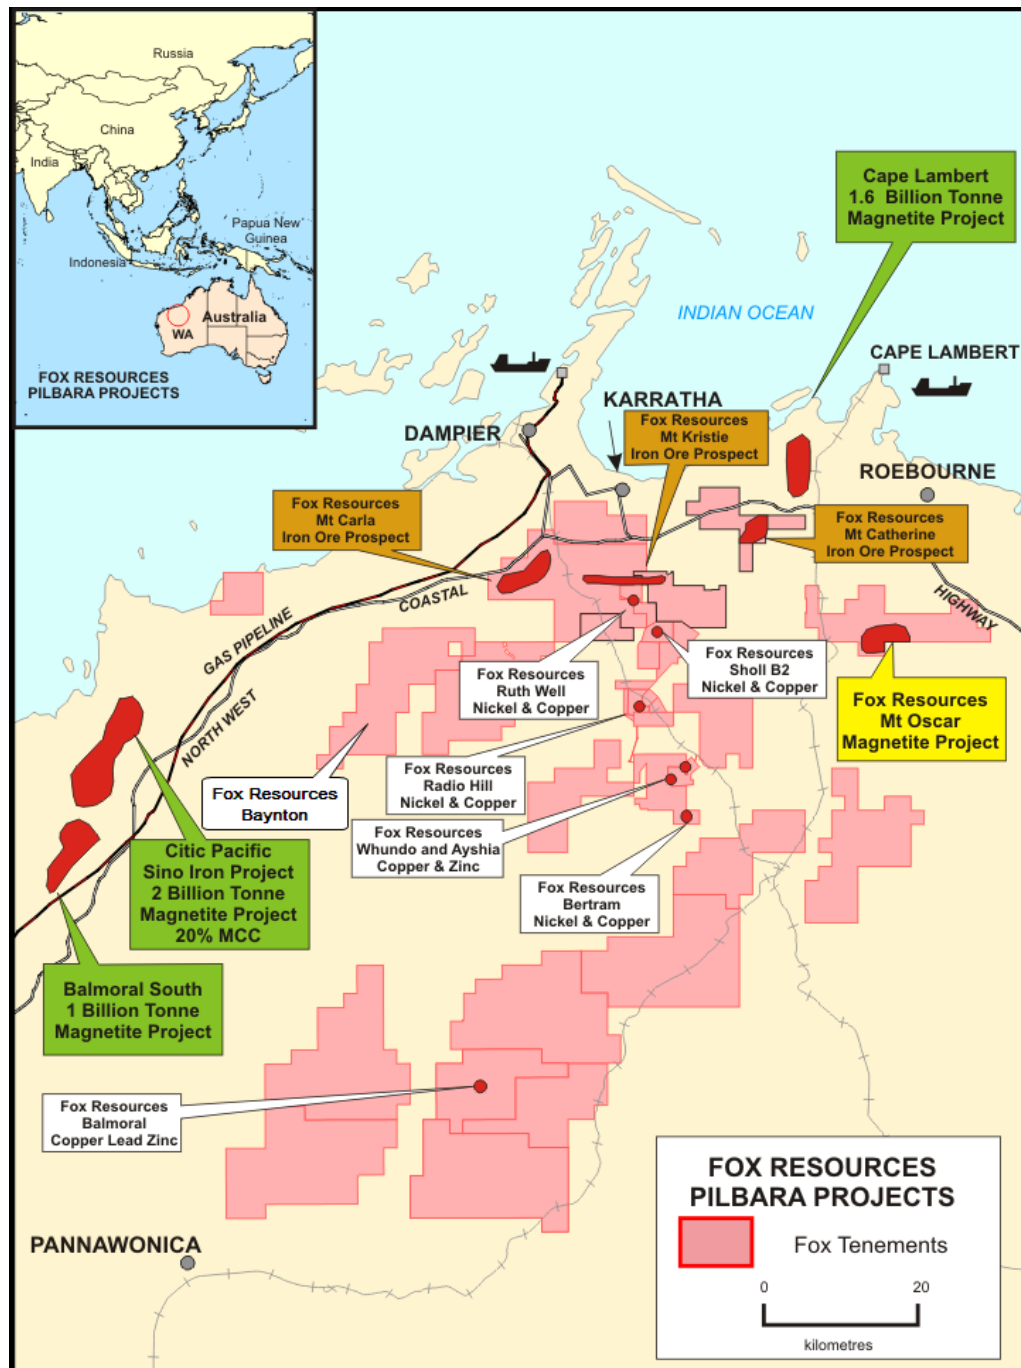 Russia
China
India
Papua New
Guinea
Indonesia
Australia
WA
FOX RESOURCES
PILBARA PROJECTS
Cape Lambert
1.6 Billion Tonne
Magnetite Project
INDIAN OCEAN
CAPE LAMBERT
KARRATHA
DAMPIER
Fox Resources
Mt Kristie
Iron Ore Prospect
ROEBOURNE
Fox Resources
Mt Carla
Iron Ore Prospect
Fox Resources
Mt Catherine
Iron Ore Prospect
COASTAL
HIGHWAY
GAS PIPELINE
NORTH WEST
Fox Resources
Ruth Well
Nickel & Copper
Fox Resources
Sholl B2
Nickel & Copper
Fox Resources
Mt Oscar
Magnetite Project
Fox Resources
Radio Hill
Nickel & Copper
Fox Resources
Baynton
Fox Resources
Whundo and Ayshia
Copper & Zinc
Citic Pacific
Sino Iron Project
2 Billion Tonne
Magnetite Project
20% MCC
Fox Resources
Bertram
Nickel & Copper
Balmoral South
1 Billion Tonne
Magnetite Project
Fox Resources
Balmoral
Copper Lead Zinc
PANNAWONICA
FOX RESOURCES
PILBARA PROJECTS
Fox Tenements
0 20
kilometres